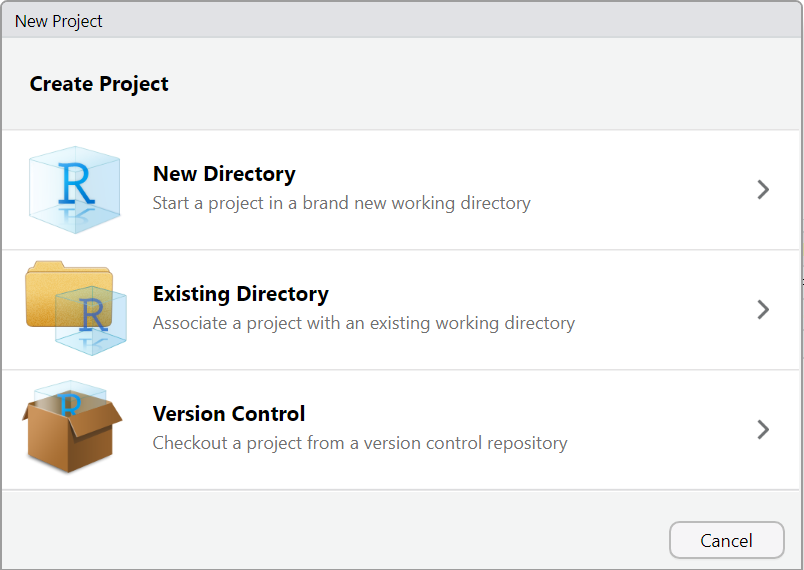 New Project
Create Project
R
New Directory
Start a project in a brand new working directory
R
Existing Directory
Associate a project with an existing working directory
R
Version Control
Checkout a project from a version control repository
Cancel